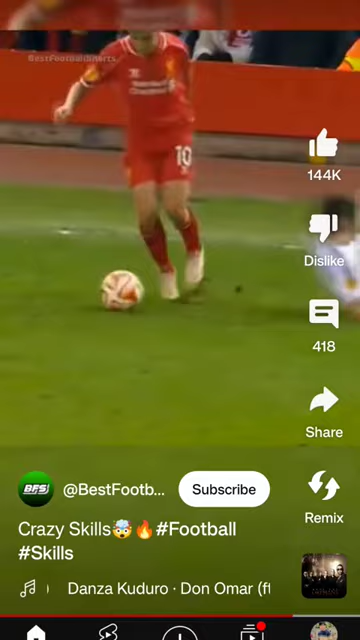 BestFootballShorts
10
144K
Dislike
418
Share
BFS
@BestFootb...
Subscribe
Remix
Crazy Skills🤯🔥#Football
#Skills
Danza Kuduro · Don Omar (ft